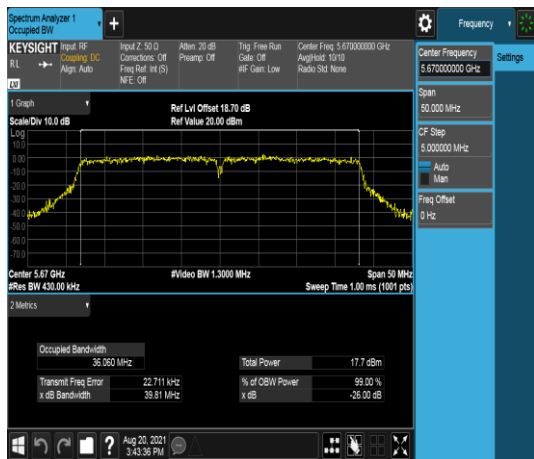 Spectrum Analyzer 1
Occupied BW
+
Frequency
KEYSIGHT
RL
Input: RF
Coupling: DC
Align: Auto
Input Z: 50 Ω
Corrections: Off
Freq Ref: Int (S)
NFE: Off
Atten: 20 dB
Preamp: Off
Trig: Free Run
Gate: Off
#IF Gain: Low
Center Freq: 5.670000000 GHz
Avg|Hold: 10/10
Radio Std: None
Center Frequency
5.670000000 GHz
Settings
Span
50.000 MHz
CF Step
5.000000 MHz
Auto
Man
Freq Offset
0 Hz
1 Graph
Scale/Div 10.0 dB
Ref Lvl Offset 18.70 dB
Ref Value 20.00 dBm
Log
10.0
0.00
-10.0
-20.0
-30.0
-40.0
-50.0
-60.0
-70.0
Center 5.67 GHz
#Res BW 430.00 kHz
#Video BW 1.3000 MHz
Span 50 MHz
Sweep Time 1.00 ms (1001 pts)
2 Metrics
Occupied Bandwidth
36.060 MHz
Total Power 17.7 dBm
Transmit Freq Error 22.711 kHz
% of OBW Power 99.00 %
x dB Bandwidth 39.81 MHz
x dB -26.00 dB
?
Aug 20, 2021
3:43:36 PM